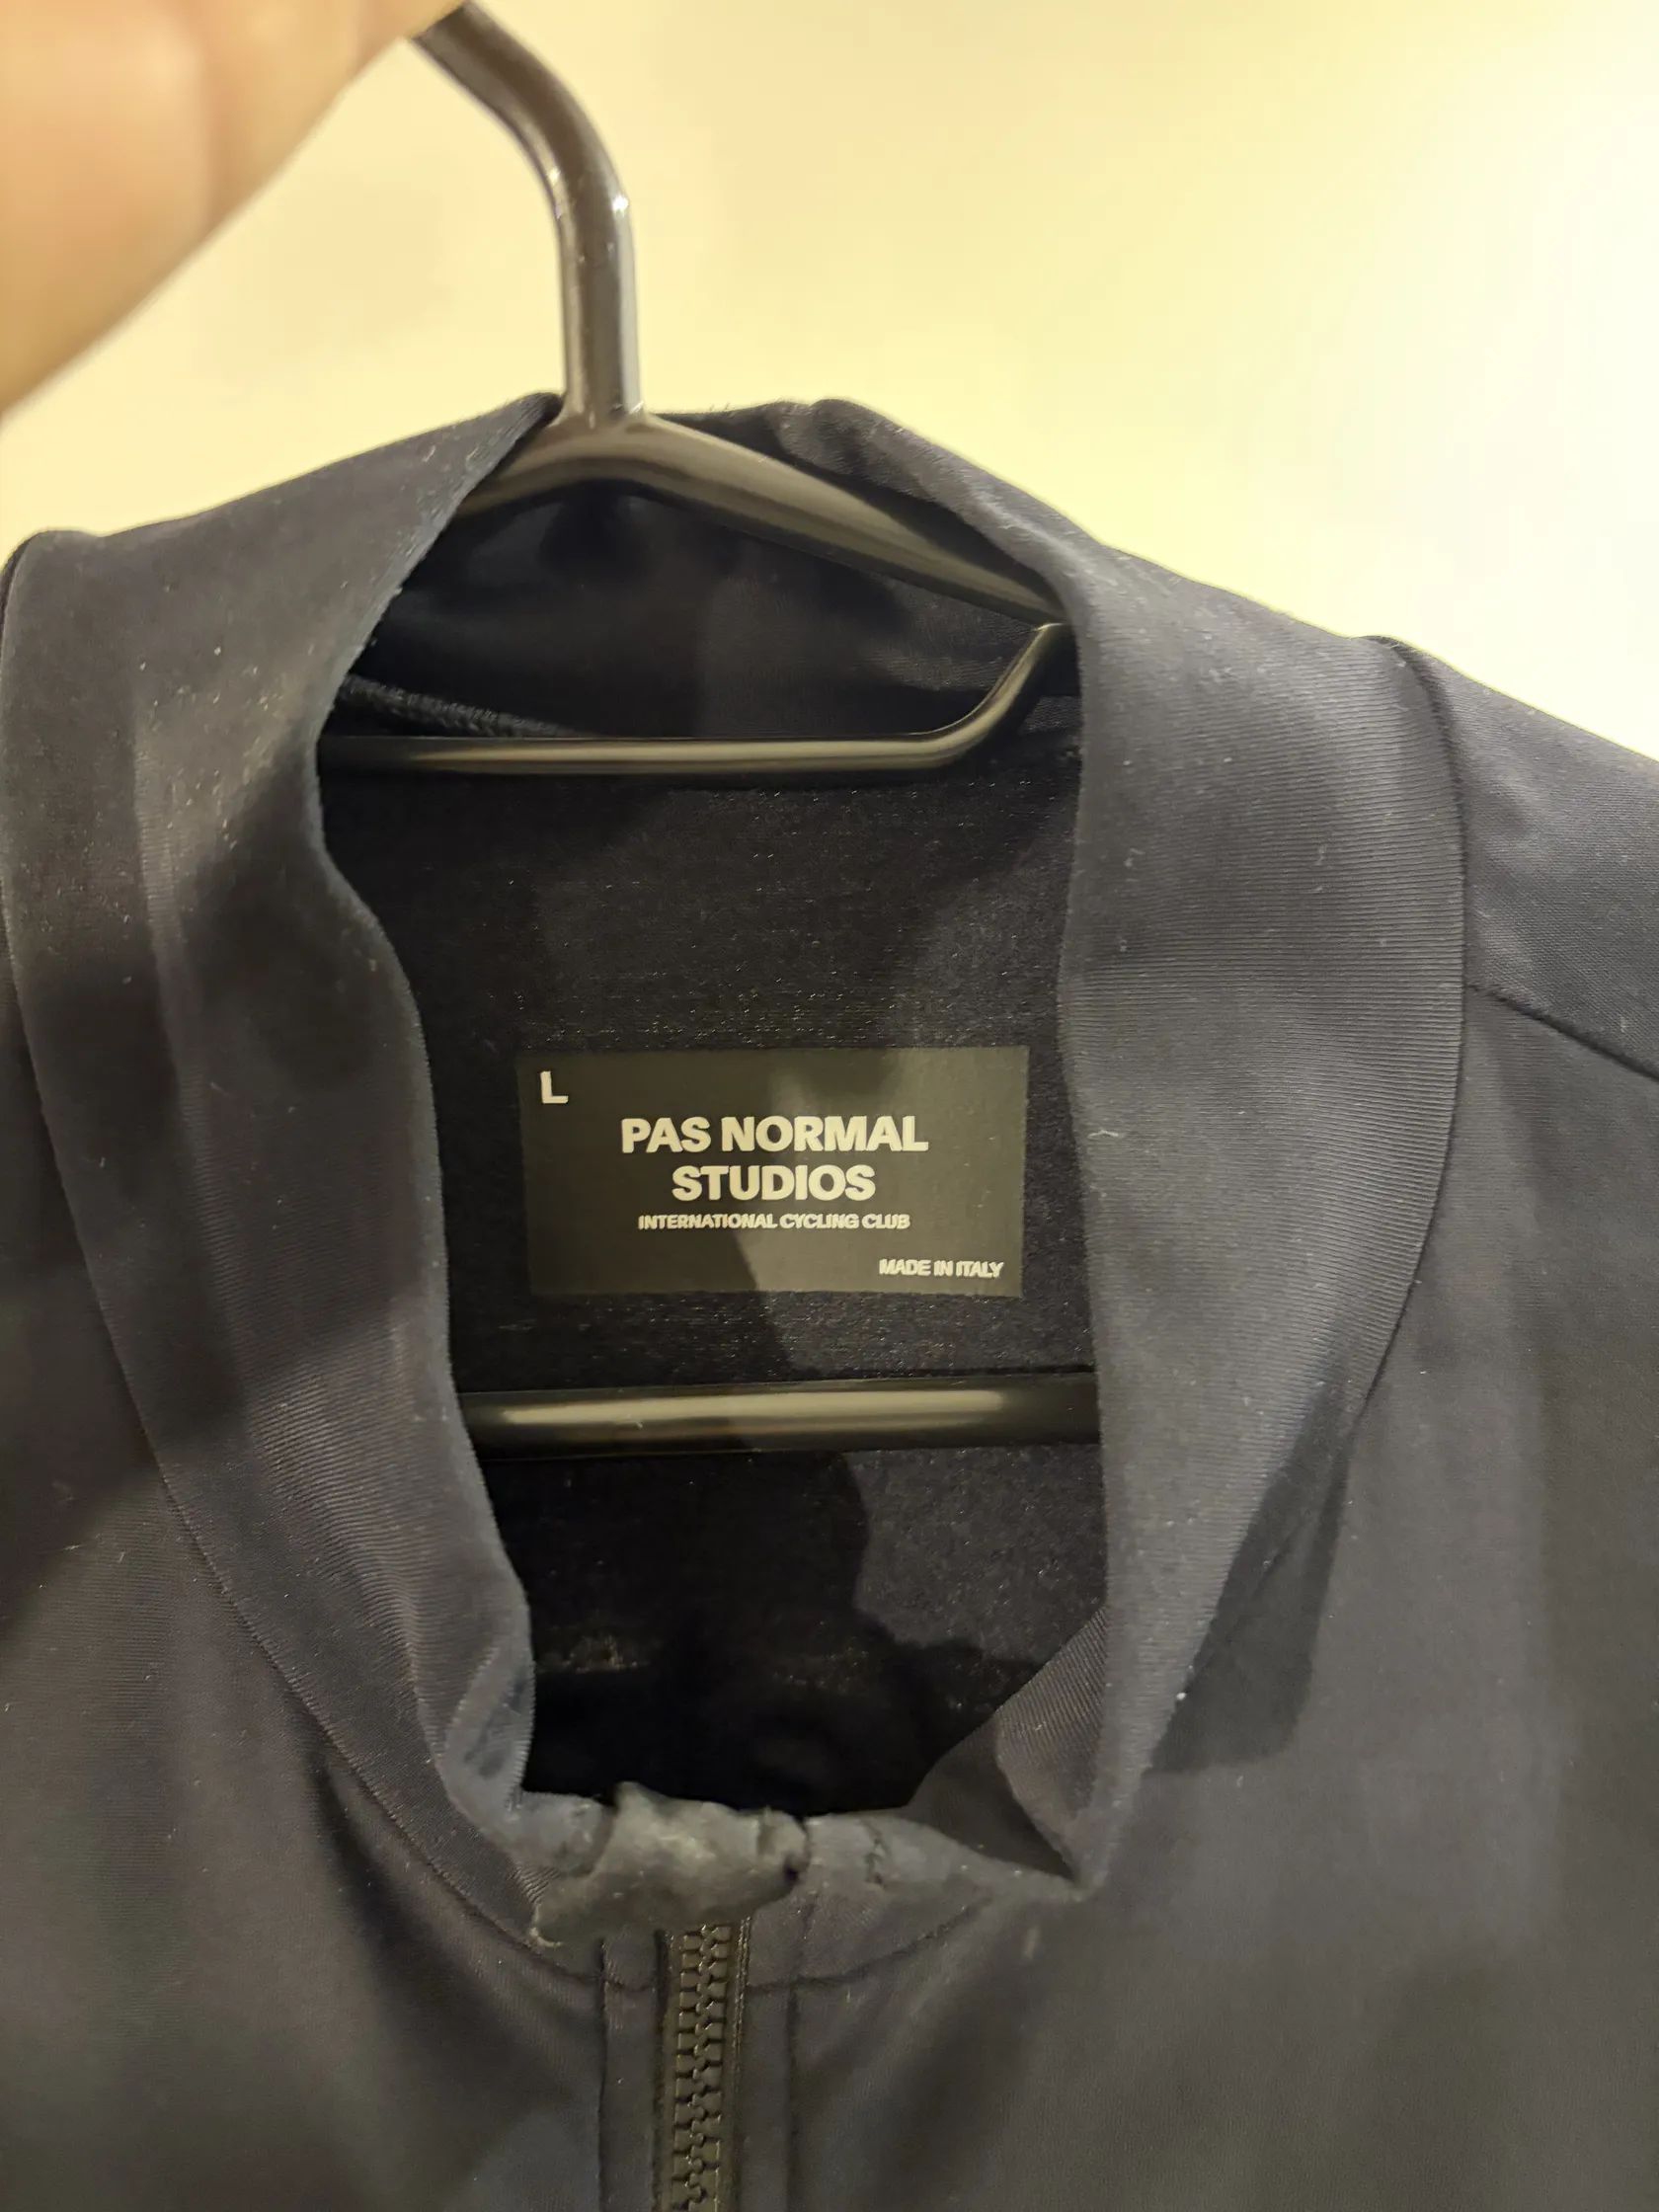 L
PAS NORMAL
STUDIOS
INTERNATIONAL CYCLING CLUB
MADE IN ITALY